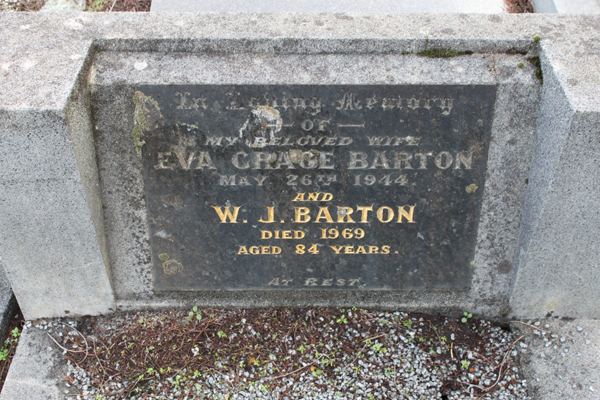 In Loving Memory
— OF —
MY BELOVED WIFE
EVA GRACE BARTON
MAY 26TH 1944
AND
W. J. BARTON
DIED 1969
AGED 84 YEARS.
AT REST.